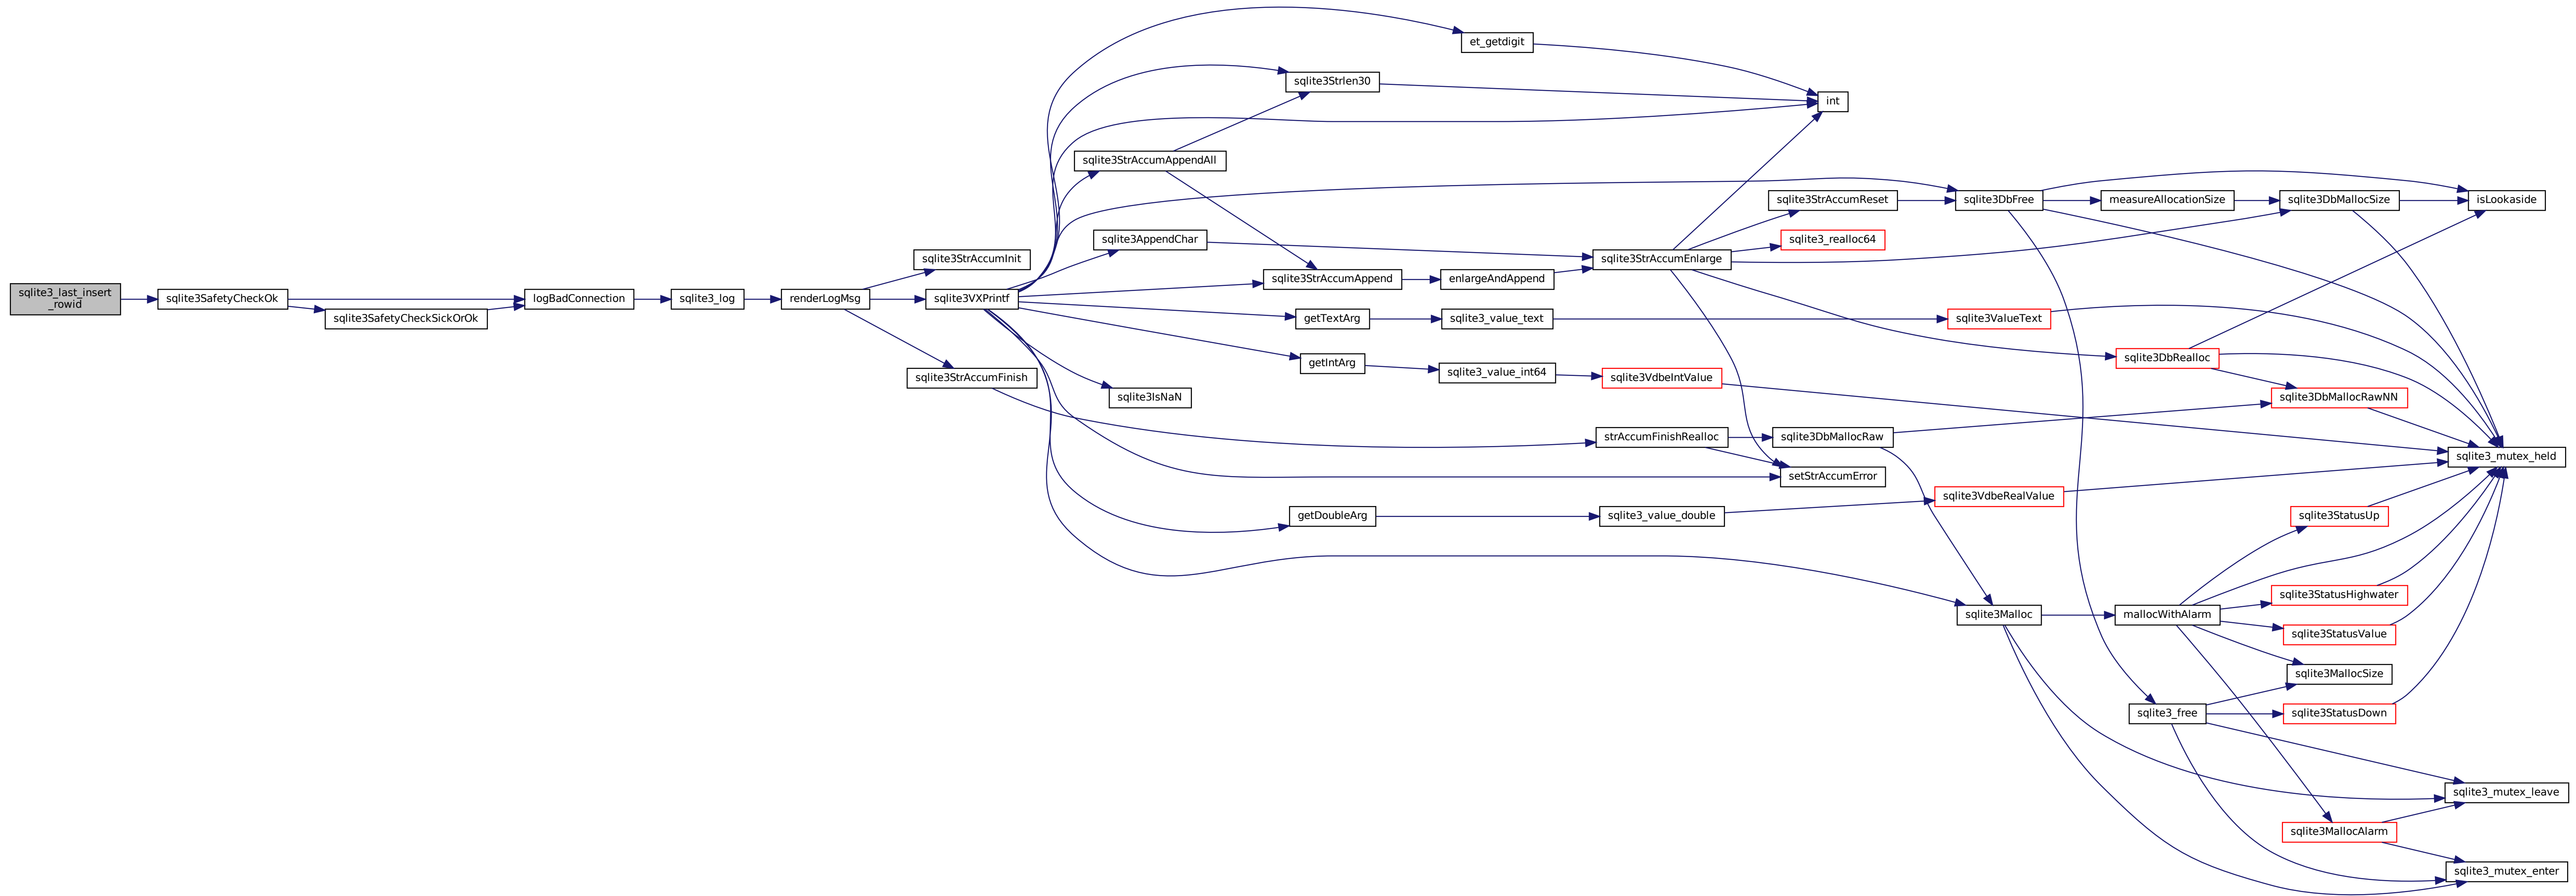 sqlite3_last_insert
_rowid
sqlite3SafetyCheckOk
sqlite3SafetyCheckSickOrOk
logBadConnection
sqlite3_log
renderLogMsg
sqlite3StrAccumInit
sqlite3VXPrintf
sqlite3StrAccumFinish
sqlite3StrAccumAppendAll
sqlite3AppendChar
sqlite3IsNaN
et_getdigit
sqlite3Strlen30
sqlite3StrAccumAppend
getTextArg
getIntArg
getDoubleArg
enlargeAndAppend
sqlite3_value_text
sqlite3_value_int64
sqlite3StrAccumEnlarge
sqlite3VdbeIntValue
strAccumFinishRealloc
sqlite3_value_double
int
sqlite3StrAccumReset
sqlite3_realloc64
sqlite3DbMallocRaw
setStrAccumError
sqlite3DbFree
sqlite3ValueText
sqlite3VdbeRealValue
sqlite3Malloc
measureAllocationSize
sqlite3DbRealloc
mallocWithAlarm
sqlite3_free
sqlite3DbMallocSize
sqlite3DbMallocRawNN
sqlite3StatusUp
sqlite3StatusHighwater
sqlite3StatusValue
sqlite3MallocSize
sqlite3StatusDown
sqlite3MallocAlarm
isLookaside
sqlite3_mutex_held
sqlite3_mutex_leave
sqlite3_mutex_enter